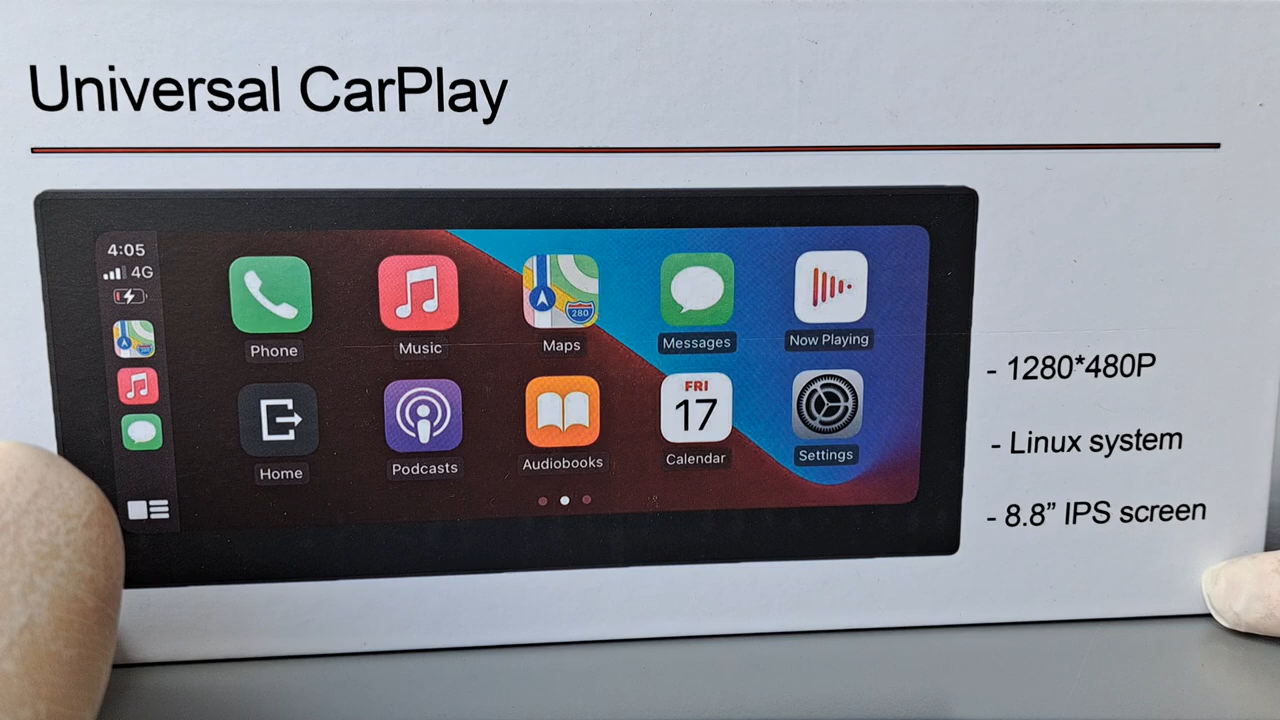 Universal CarPlay
4:05
4G
280
Phone
Music
Maps
Messages
Now Playing
FRI
17
Home
Podcasts
Audiobooks
Calendar
Settings
- 1280*480P
- Linux system
- 8.8” IPS screen